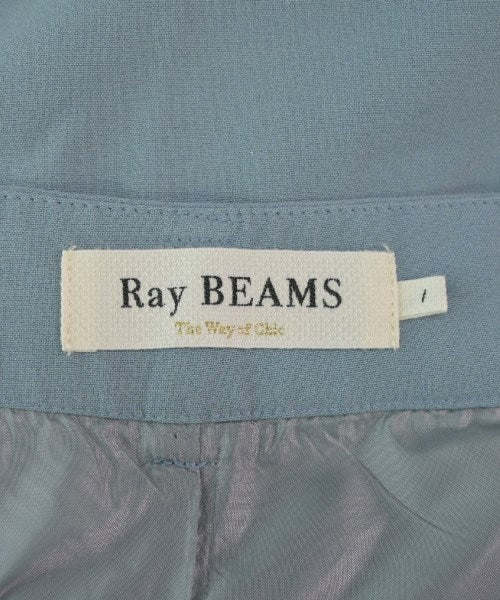 Ray BEAMS
The Way of Chic
1